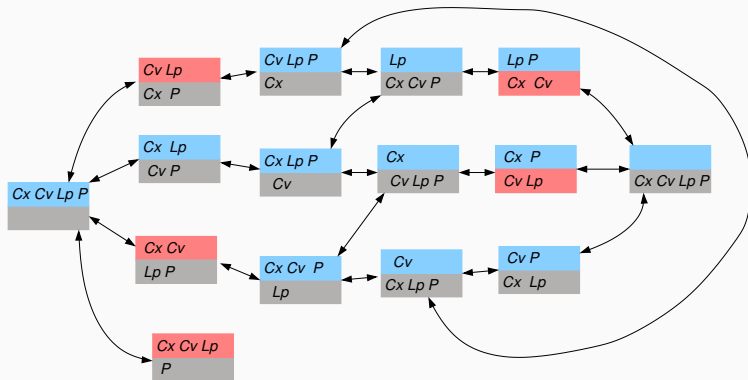 Cv Lp
Cx P
Cv Lp P
Cx
Lp
Cx Cv P
Lp P
Cx Cv
Cx Lp
Cv P
Cx Lp P
Cv
Cx
Cv Lp P
Cx P
Cv Lp
Cx Cv Lp P
Cx Cv Lp P
Cx Cv
Lp P
Cx Cv P
Lp
Cv
Cx Lp P
Cv P
Cx Lp
Cx Cv Lp
P